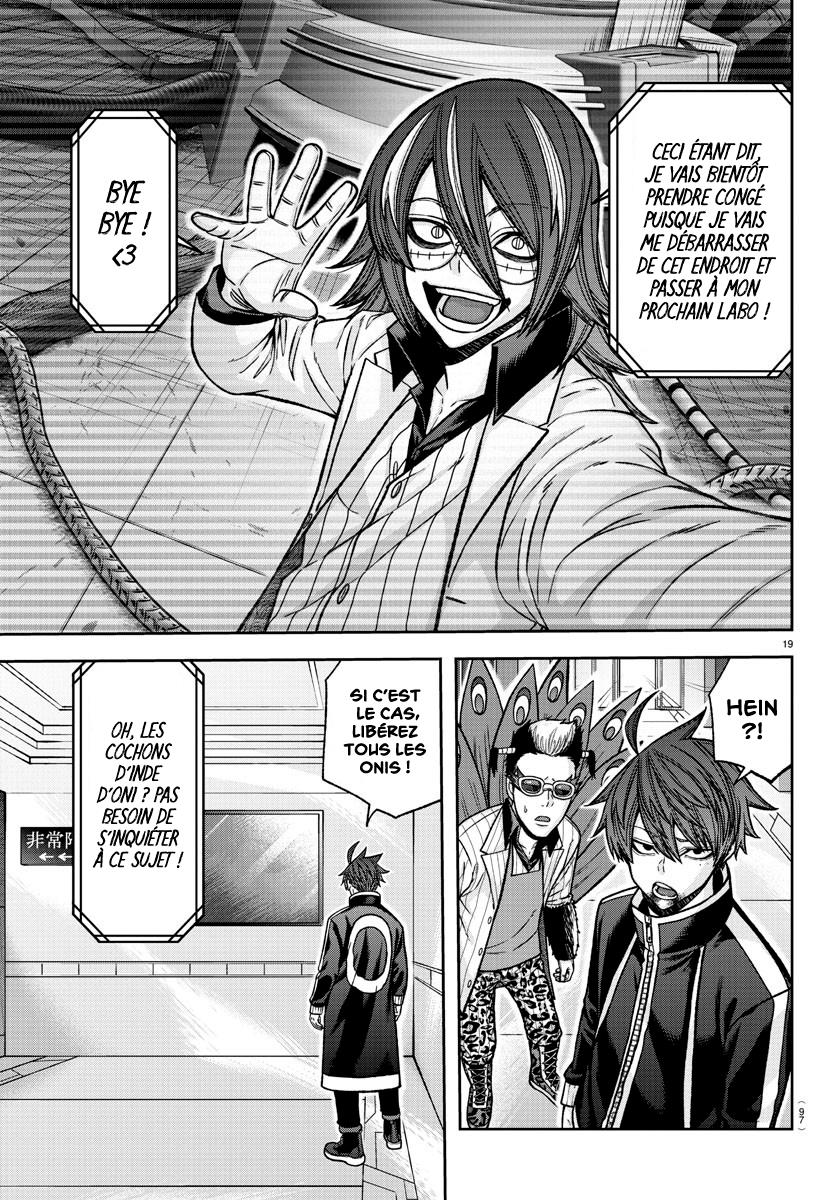 CECI ÉTANT DIT,
JE VAIS BIENTÔT
PRENDRE CONGÉ
PUISQUE JE VAIS
ME DÉBARRASSER
DE CET ENDROIT ET
PASSER À MON
PROCHAIN LABO !
BYE
BYE !
<3
19
HEIN
?!
SI C'EST
LE CAS,
LIBÉREZ
TOUS LES
ONIS !
OH, LES
COCHONS
D'INDE
D'ONI ? PAS
BESOIN DE
S'INQUIÉTER
À CE SUJET !
非常
(97)